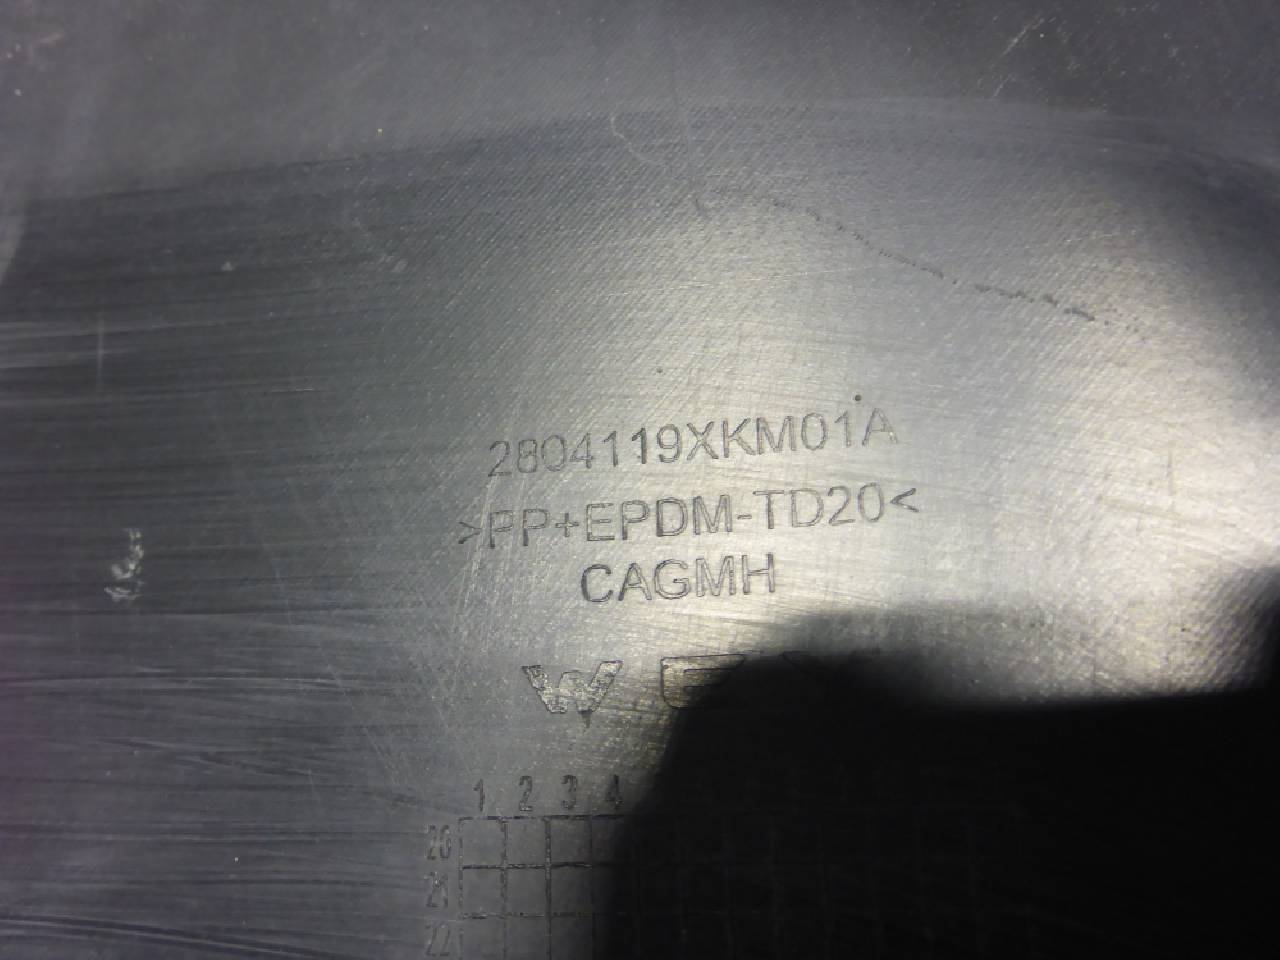 2804119XKM01A
>PP+EPDM-TD20<
CAGMH
W E
1 2 3 4
20
21
22